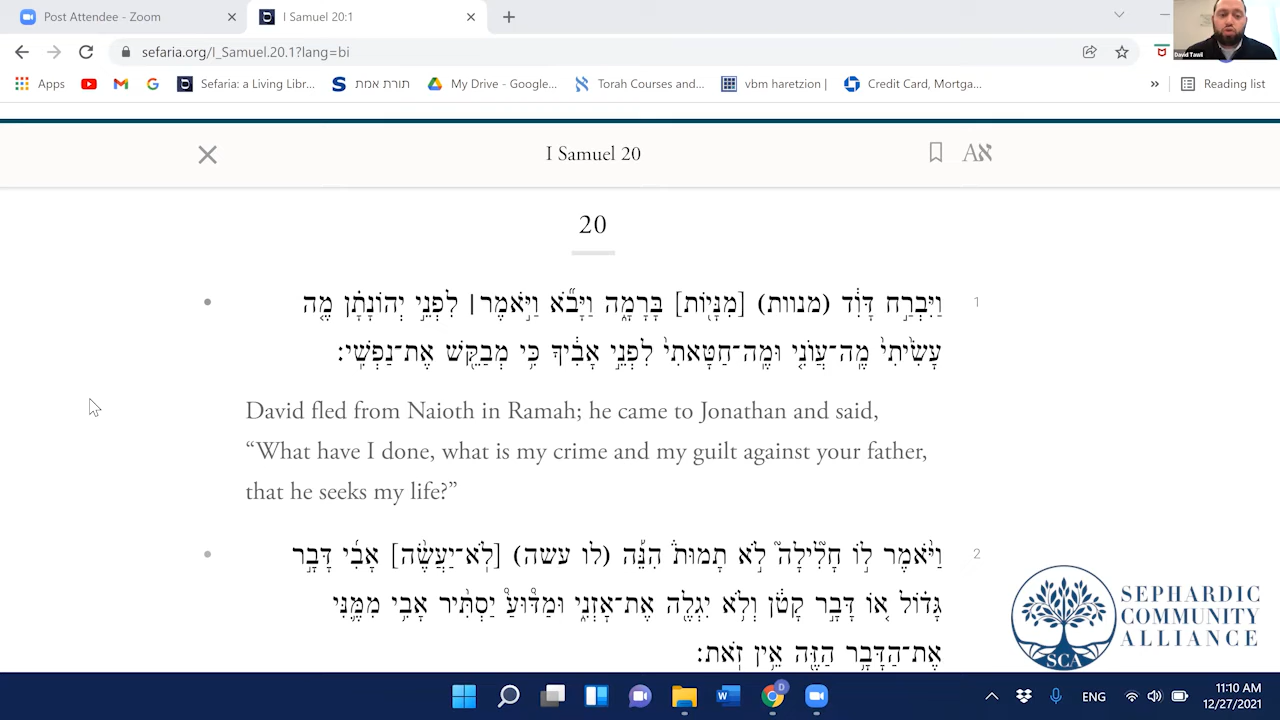 Post Attendee - Zoom
I Samuel 20:1
sefaria.org/I_Samuel.20.1?lang=bi
Apps
Sefaria: a Living Libr...
תורת אמת
My Drive - Google...
Torah Courses and...
vbm haretzion |
Credit Card, Mortga...
»
Reading list
David Tawil
I Samuel 20
Aא
20
1
וַיִּבְרַ֣ח דָּוִ֔ד (מנוות) [מִנָּי֖וֹת] בָּרָמָ֑ה וַיָּבֹ֞א וַיֹּ֣אמֶר ׀ לִפְנֵ֣י יְהוֹנָתָ֗ן מֶ֤ה
עָשִׂ֙יתִי֙ מֶֽה־עֲוֺנִ֤י וּמֶֽה־חַטָּאתִי֙ לִפְנֵ֣י אָבִ֔יךָ כִּ֥י מְבַקֵּ֖שׁ אֶת־נַפְשִֽׁי׃
David fled from Naioth in Ramah; he came to Jonathan and said,
“What have I done, what is my crime and my guilt against your father,
that he seeks my life?”
2
וַיֹּ֨אמֶר ל֣וֹ חָלִילָה֮ לֹ֣א תָמוּת֒ הִנֵּ֡ה (לו עשה) [לֹֽא־יַעֲשֶׂ֨ה] אָבִ֜י דָּבָ֣ר
גָּד֗וֹל א֚וֹ דָּבָ֣ר קָטֹ֔ן וְלֹ֥א יִגְלֶ֖ה אֶת־אׇזְנִ֑י וּמַדּ֩וּעַ֩ יַסְתִּ֨יר אָבִ֥י מִמֶּ֛נִּי
אֶת־הַדָּבָ֥ר הַזֶּ֖ה אֵ֥ין זֹֽאת׃
SEPHARDIC
COMMUNITY
ALLIANCE
SCA
D
ENG
11:10 AM
12/27/2021